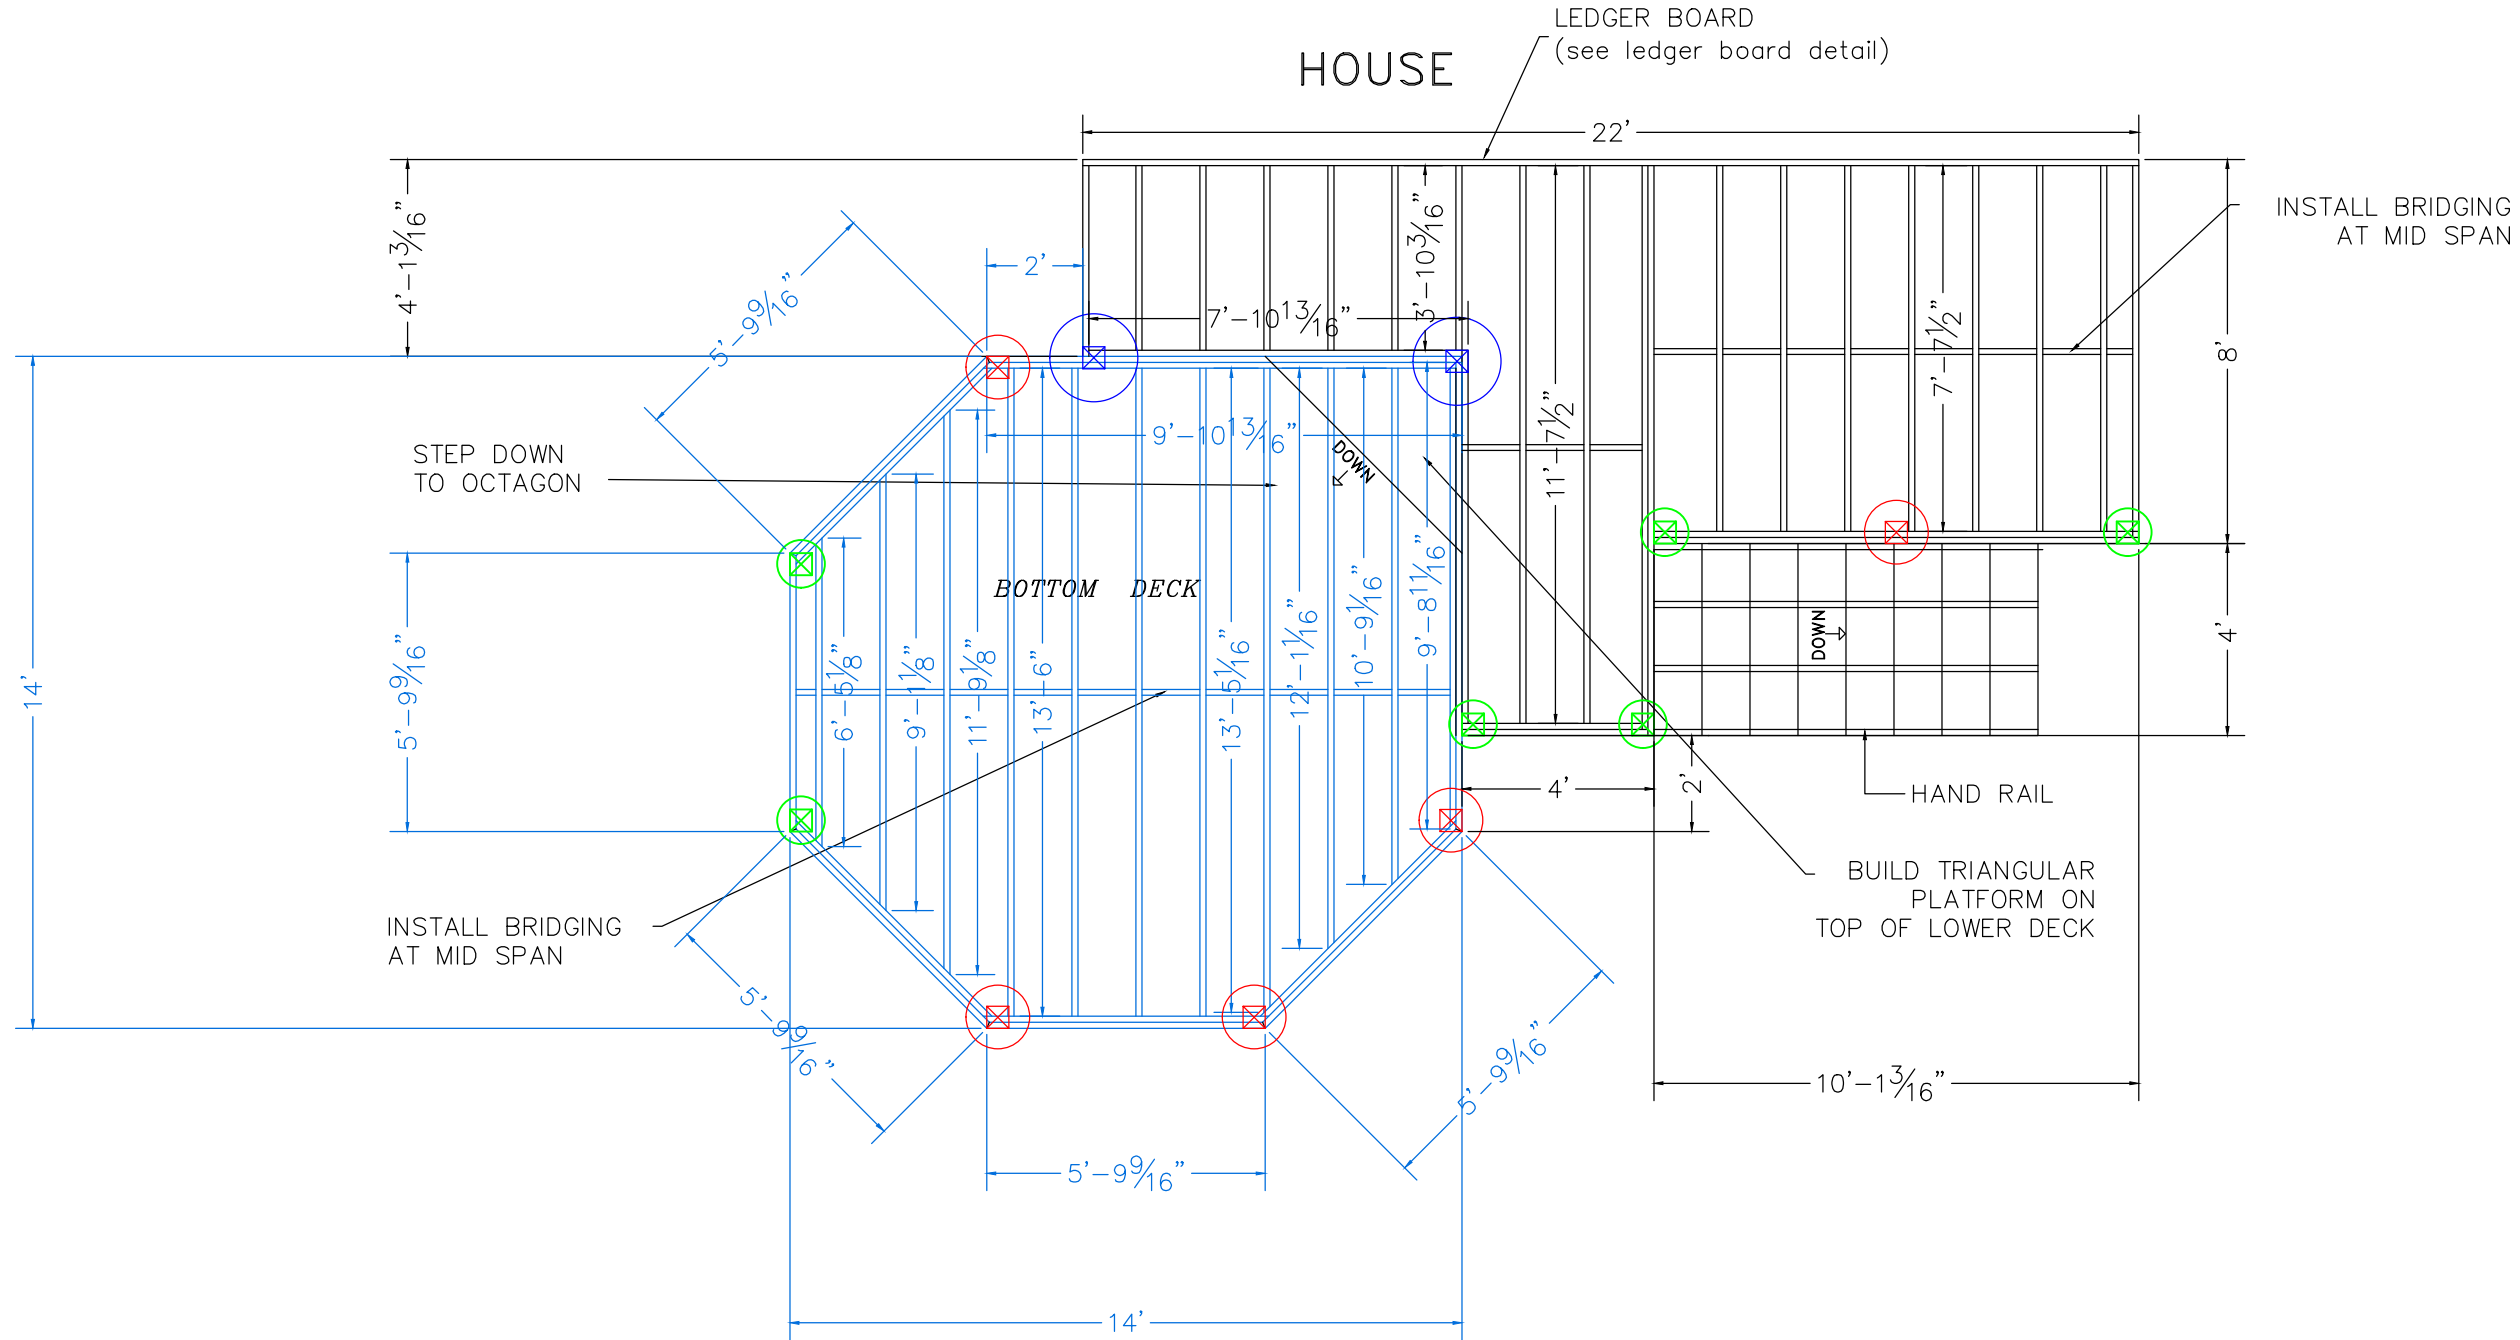 LEDGER BOARD
(see ledger board detail)
HOUSE
22'
INSTALL BRIDGING
AT MID SPAN
4'-1 3/16"
2'
5'-9 9/16"
7'-10 13/16"
3'-10 3/16"
7'-7 1/2"
8'
STEP DOWN
TO OCTAGON
9'-10 13/16"
DOWN
11'-7 1/2"
BOTTOM DECK
14'
5'-9 9/16"
6'-5 1/8"
9'-1 1/8"
11'-9 1/8"
13'-6"
13'-5 1/16"
12'-1 1/16"
10'-9 1/16"
9'-8 11/16"
DOWN
4'
4'
2'
HAND RAIL
BUILD TRIANGULAR
PLATFORM ON
TOP OF LOWER DECK
INSTALL BRIDGING
AT MID SPAN
5'-9 9/16"
5'-9 9/16"
5'-9 9/16"
10'-1 3/16"
14'